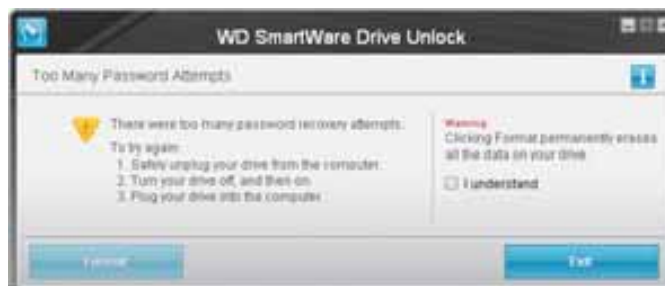 WD SmartWare Drive Unlock
Too Many Password Attempts
There were too many password recovery attempts.
To try again:
1. Safely unplug your drive from the computer.
2. Turn your drive off, and then on.
3. Plug your drive into the computer.
Warning
Clicking Format permanently erases
all the data on your drive
I understand
Format
Exit